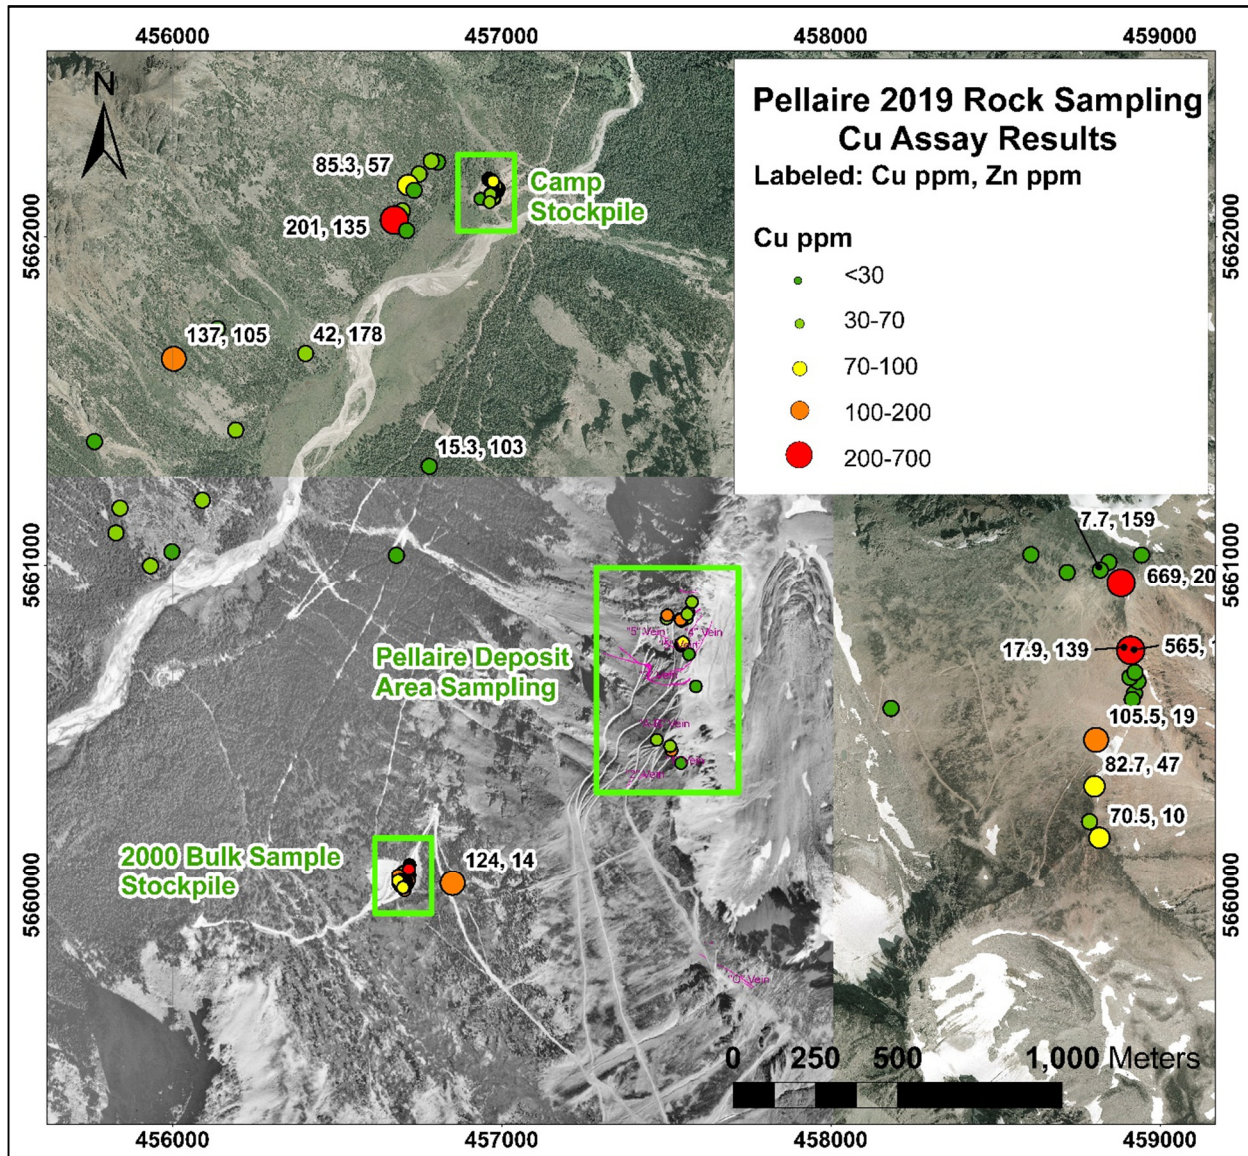 456000 457000 458000 459000
N
Pellaire 2019 Rock Sampling
Cu Assay Results
Labeled: Cu ppm, Zn ppm
Cu ppm
<30
30-70
70-100
100-200
200-700
85.3, 57
Camp
Stockpile
201, 135
5662000
5662000
137, 105
42, 178
15.3, 103
7.7, 159
5661000
5661000
669, 20
"5" Vein
"4" Vein
17.9, 139
565, 1
Pellaire Deposit
Area Sampling
105.5, 19
82.7, 47
"2" Vein
70.5, 10
2000 Bulk Sample
Stockpile
124, 14
5660000
5660000
"0" Vein
0 250 500 1,000 Meters
456000 457000 458000 459000